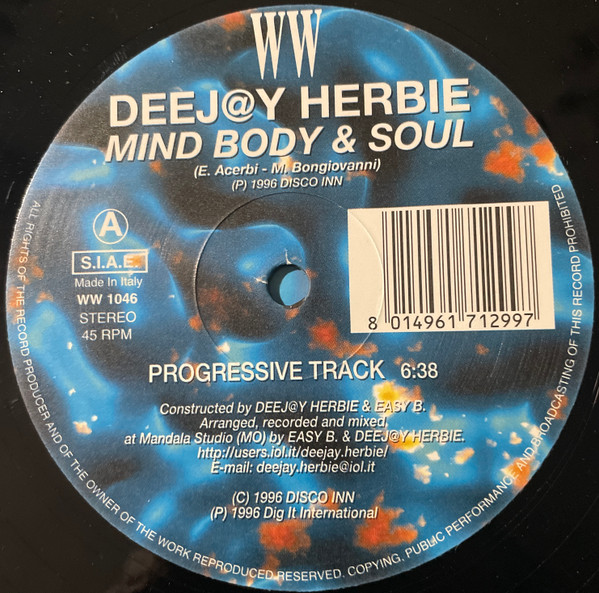 WW
DEEJ@Y HERBIE
MIND BODY & SOUL
(E. Acerbi - M. Bongiovanni)
(P) 1996 DISCO INN
A
S.I.A.E.
Made In Italy
WW 1046
STEREO
45 RPM
8 014961 712997
PROGRESSIVE TRACK 6:38
Constructed by DEEJ@Y HERBIE & EASY B.
Arranged, recorded and mixed
at Mandala Studio (MO) by EASY B. & DEEJ@Y HERBIE.
http://users.iol.it/deejay.herbie/
E-mail: deejay.herbie@iol.it
(C) 1996 DISCO INN
(P) 1996 Dig It International
ALL RIGHTS OF THE RECORD PRODUCER AND OF THE OWNER OF THE WORK REPRODUCED RESERVED. COPYING, PUBLIC PERFORMANCE AND BROADCASTING OF THIS RECORD PROHIBITED